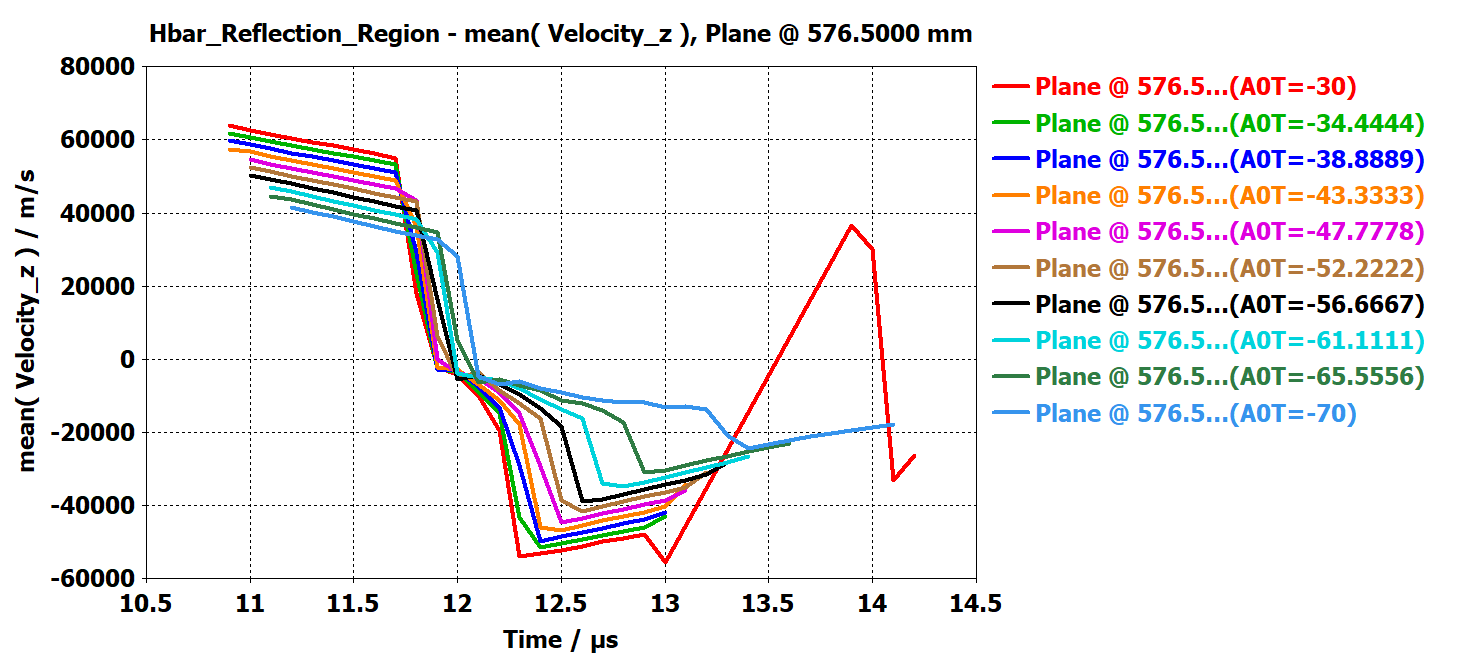 Hbar_Reflection_Region - mean( Velocity_z ), Plane @ 576.5000 mm
80000
60000
40000
20000
0
-20000
-40000
-60000
mean( Velocity_z ) / m/s
10.5 11 11.5 12 12.5 13 13.5 14 14.5
Time / µs
Plane @ 576.5...(A0T=-30)
Plane @ 576.5...(A0T=-34.4444)
Plane @ 576.5...(A0T=-38.8889)
Plane @ 576.5...(A0T=-43.3333)
Plane @ 576.5...(A0T=-47.7778)
Plane @ 576.5...(A0T=-52.2222)
Plane @ 576.5...(A0T=-56.6667)
Plane @ 576.5...(A0T=-61.1111)
Plane @ 576.5...(A0T=-65.5556)
Plane @ 576.5...(A0T=-70)